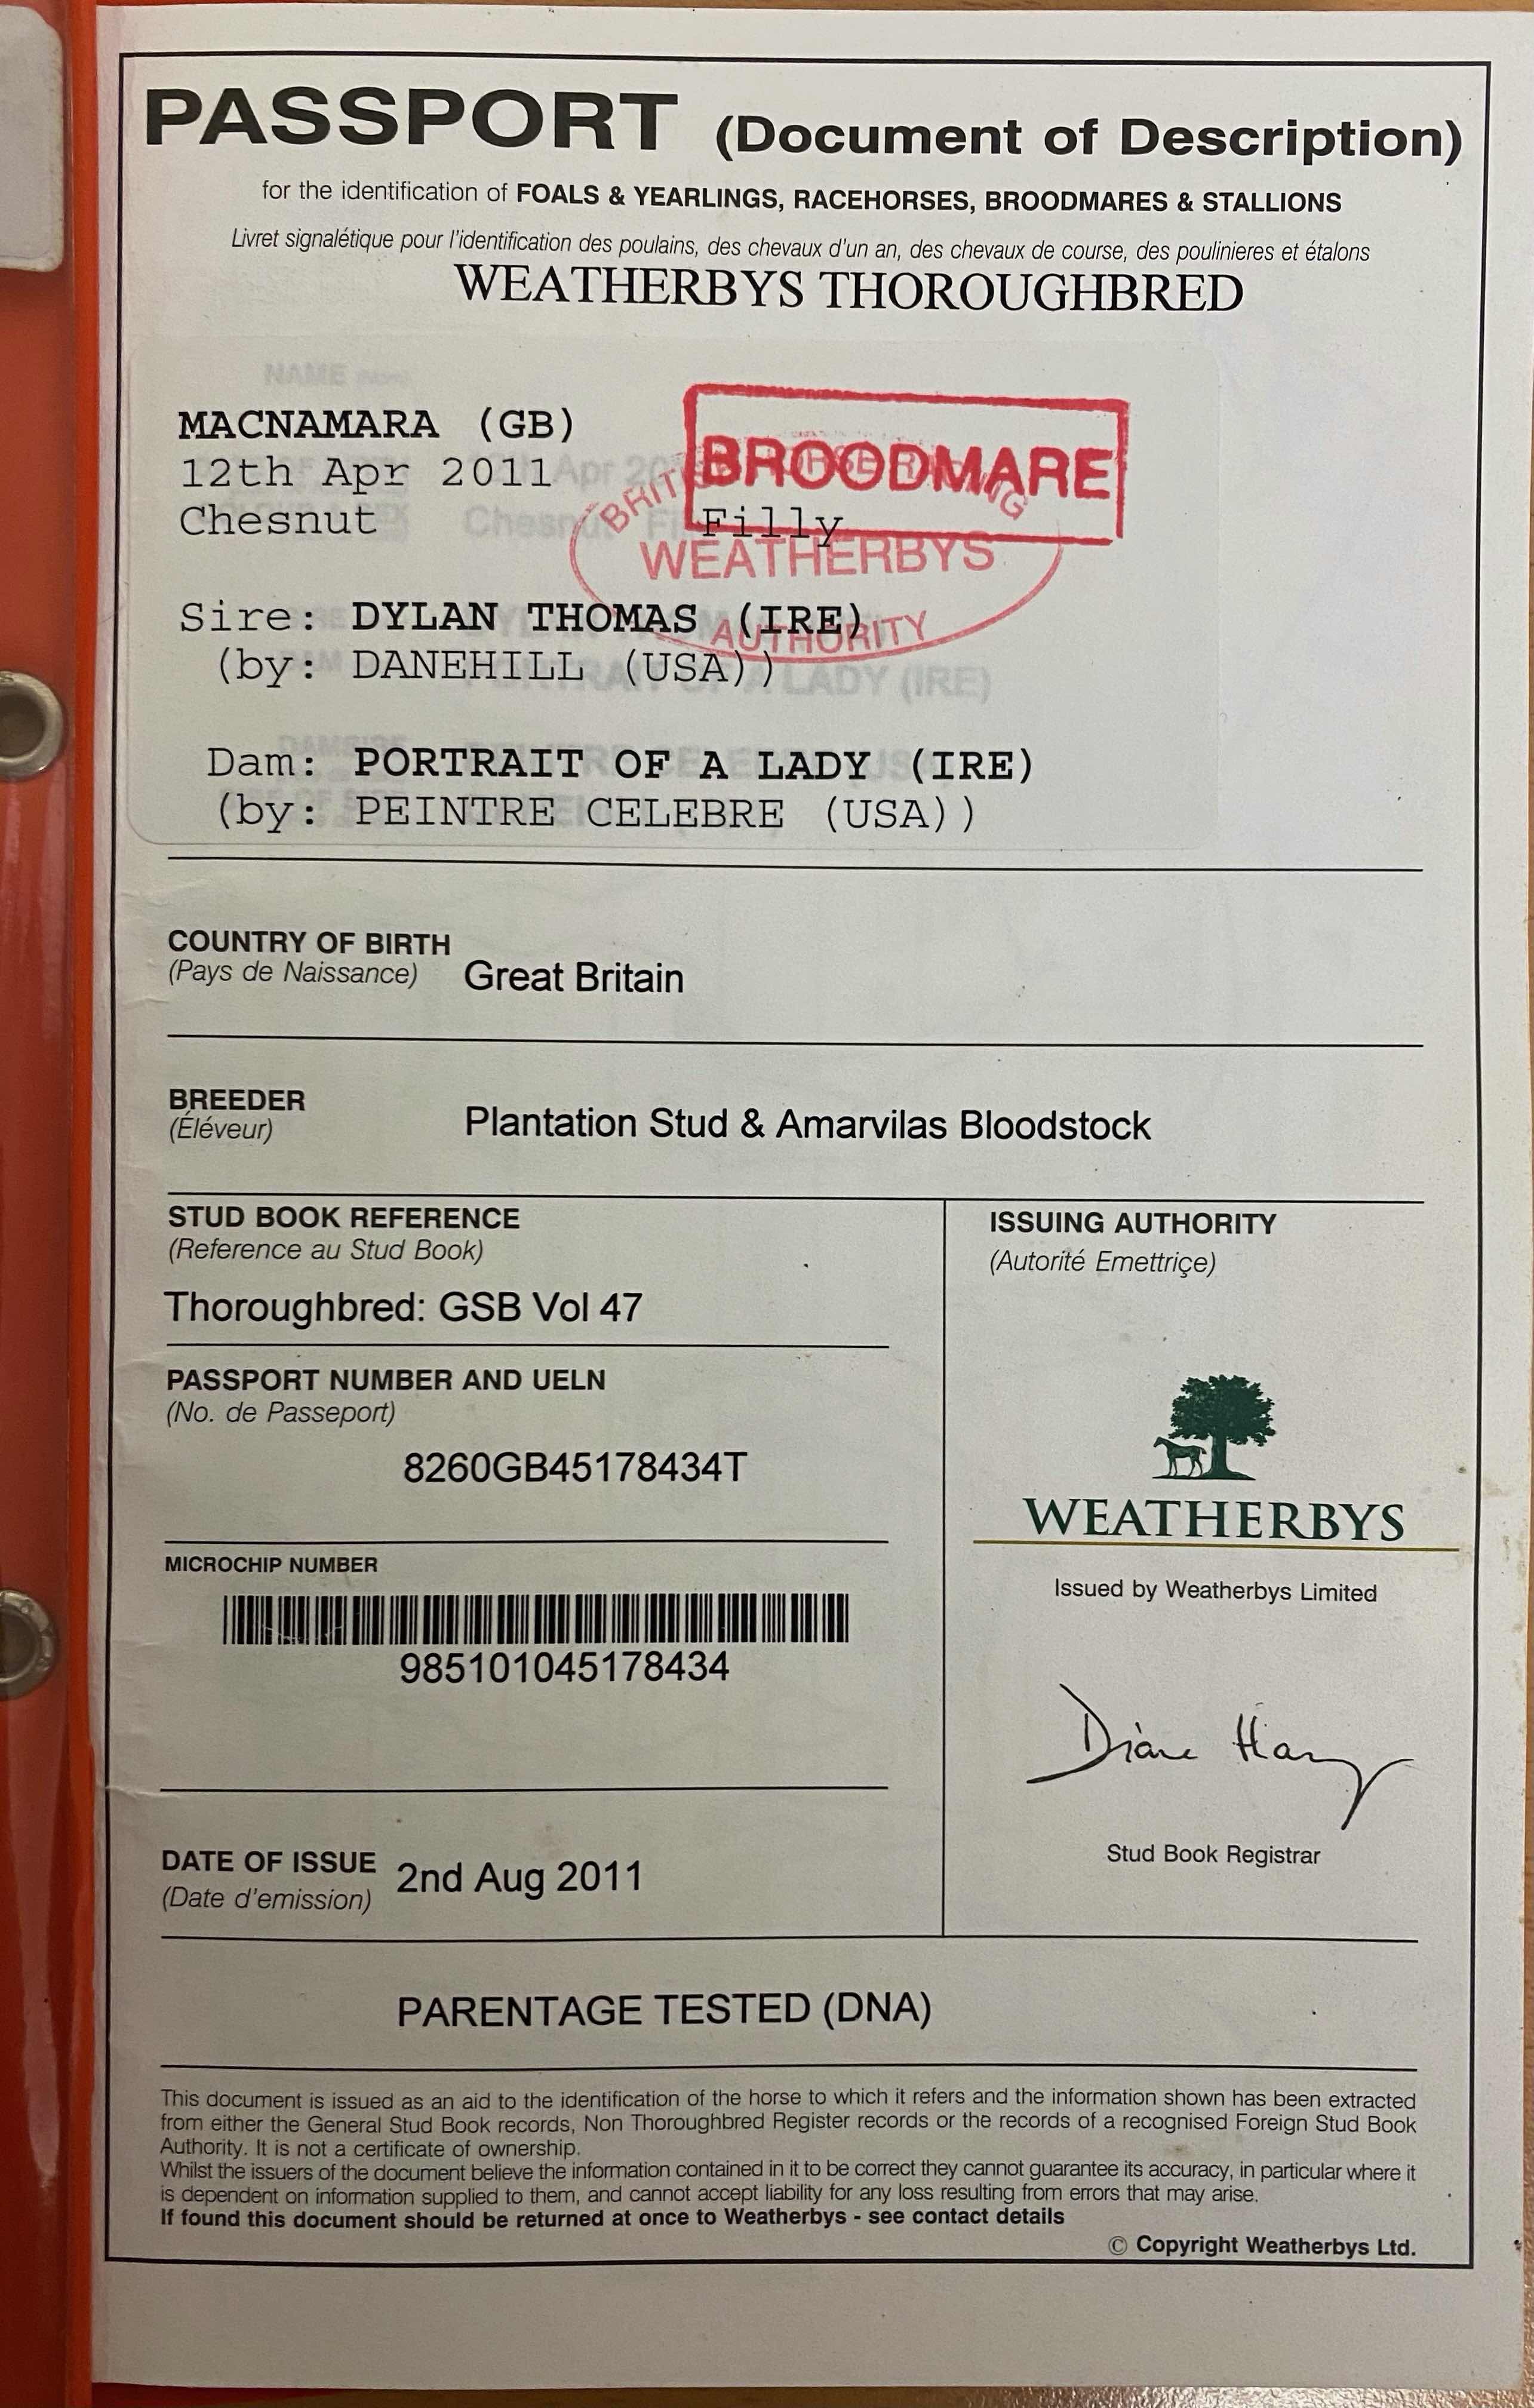 PASSPORT (Document of Description)
for the identification of FOALS & YEARLINGS, RACEHORSES, BROODMARES & STALLIONS
Livret signalétique pour l'identification des poulains, des chevaux d'un an, des chevaux de course, des poulinieres et étalons
WEATHERBYS THOROUGHBRED
NAME
MACNAMARA (GB)
BROODMARE
12th Apr 2011
Chesnut Filly
BRITISH HORSERACING
WEATHERBYS
AUTHORITY
Sire: DYLAN THOMAS (IRE)
(by: DANEHILL (USA))
Dam: PORTRAIT OF A LADY (IRE)
(by: PEINTRE CELEBRE (USA))
COUNTRY OF BIRTH
(Pays de Naissance) Great Britain
BREEDER
(Éléveur) Plantation Stud & Amarvilas Bloodstock
STUD BOOK REFERENCE
(Reference au Stud Book)
Thoroughbred: GSB Vol 47
PASSPORT NUMBER AND UELN
(No. de Passeport)
8260GB45178434T
MICROCHIP NUMBER
985101045178434
DATE OF ISSUE 2nd Aug 2011
(Date d'emission)
ISSUING AUTHORITY
(Autorité Emettriçe)
WEATHERBYS
Issued by Weatherbys Limited
Diane
Stud Book Registrar
PARENTAGE TESTED (DNA)
This document is issued as an aid to the identification of the horse to which it refers and the information shown has been extracted
from either the General Stud Book records, Non Thoroughbred Register records or the records of a recognised Foreign Stud Book
Authority. It is not a certificate of ownership.
Whilst the issuers of the document believe the information contained in it to be correct they cannot guarantee its accuracy, in particular where it
is dependent on information supplied to them, and cannot accept liability for any loss resulting from errors that may arise.
If found this document should be returned at once to Weatherbys - see contact details
© Copyright Weatherbys Ltd.